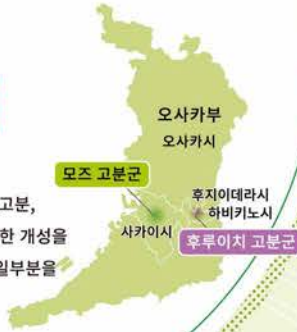 오사카부
오사카시
모즈 고분군
후지이데라시
하비키노시
사카이시
후루이치 고분군
고분,
한 개성을
일부분을